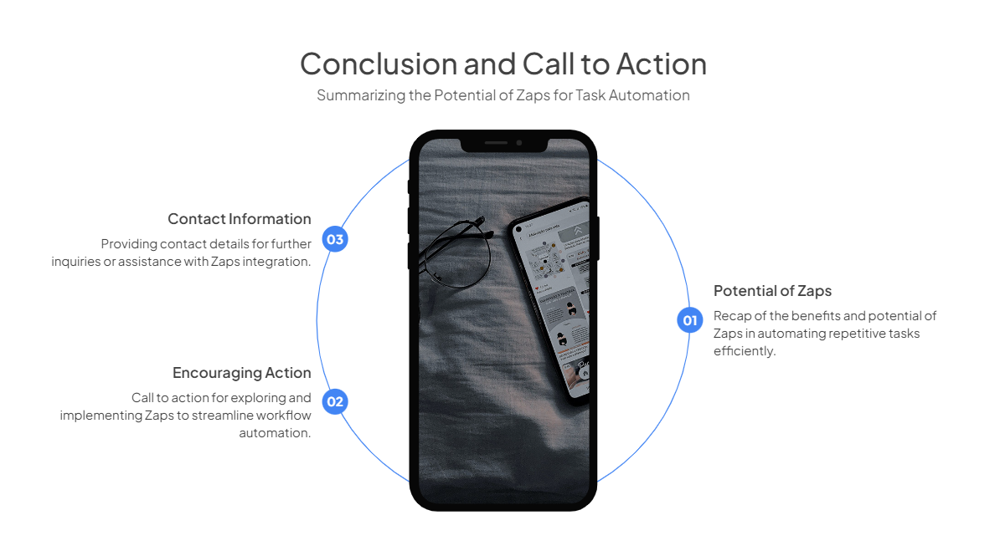 Conclusion and Call to Action
Summarizing the Potential of Zaps for Task Automation
Contact Information
03
Providing contact details for further
inquiries or assistance with Zaps integration.
Potential of Zaps
01
Recap of the benefits and potential of
Zaps in automating repetitive tasks
efficiently.
Encouraging Action
02
Call to action for exploring and
implementing Zaps to streamline workflow
automation.